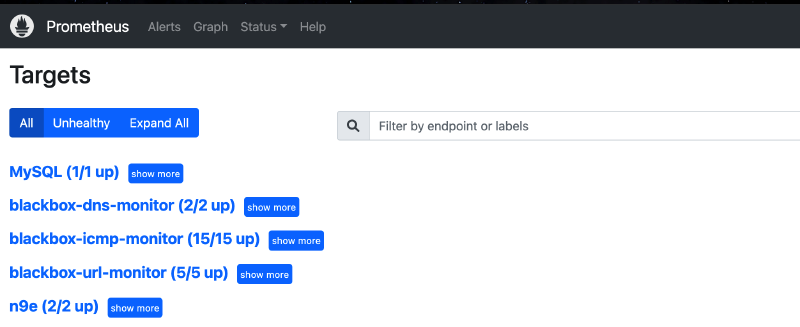 Prometheus Alerts Graph Status Help
Targets
All Unhealthy Expand All
Filter by endpoint or labels
MySQL (1/1 up) show more
blackbox-dns-monitor (2/2 up) show more
blackbox-icmp-monitor (15/15 up) show more
blackbox-url-monitor (5/5 up) show more
n9e (2/2 up) show more